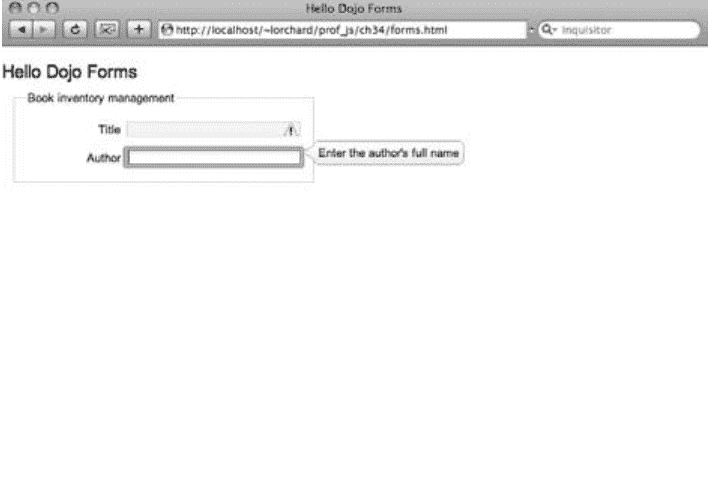 Hello Dojo Forms
http://localhost/~lorchard/prof_js/ch34/forms.html
Inquisitor
Hello Dojo Forms
Book inventory management
Title
Author
Enter the author's full name